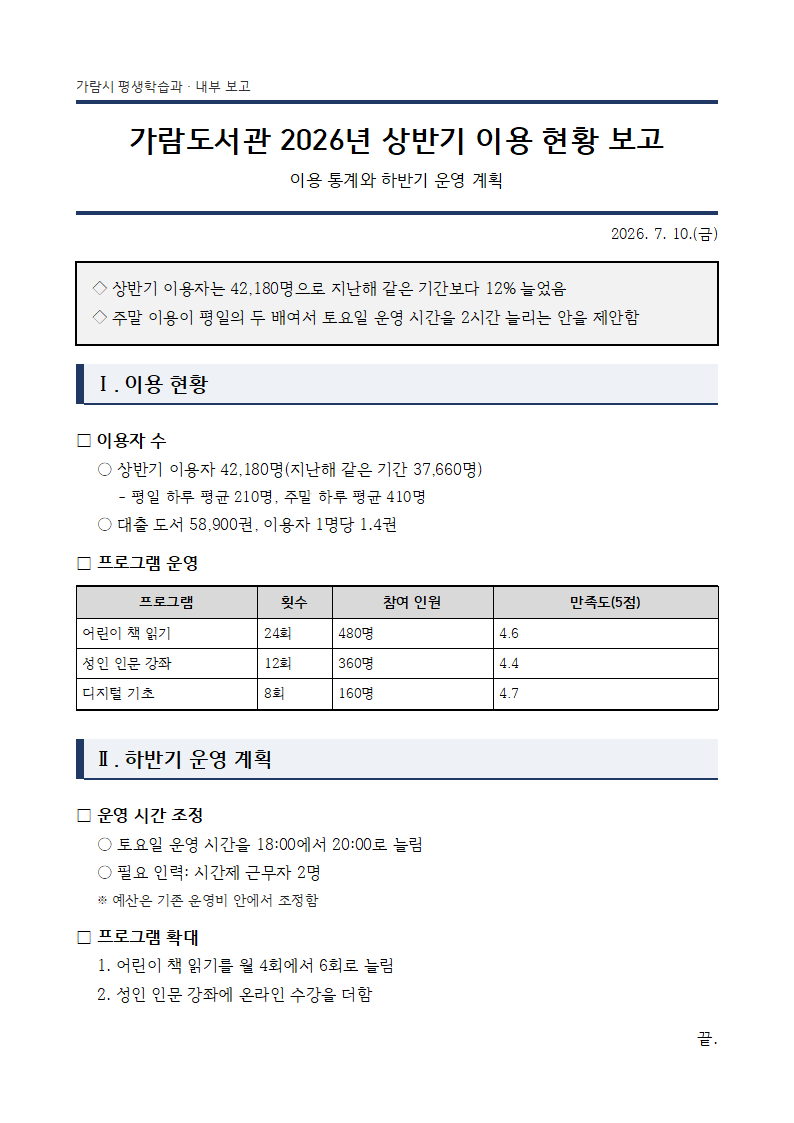 가람시 평생학습과 · 내부 보고
가람도서관 2026년 상반기 이용 현황 보고
이용 통계와 하반기 운영 계획
2026. 7. 10.(금)
◇ 상반기 이용자는 42,180명으로 지난해 같은 기간보다 12% 늘었음
◇ 주말 이용이 평일의 두 배여서 토요일 운영 시간을 2시간 늘리는 안을 제안함
Ⅰ. 이용 현황
□ 이용자 수
○ 상반기 이용자 42,180명(지난해 같은 기간 37,660명)
- 평일 하루 평균 210명, 주말 하루 평균 410명
○ 대출 도서 58,900권, 이용자 1명당 1.4권
□ 프로그램 운영
프로그램 횟수 참여 인원 만족도(5점)
어린이 책 읽기 24회 480명 4.6
성인 인문 강좌 12회 360명 4.4
디지털 기초 8회 160명 4.7
Ⅱ. 하반기 운영 계획
□ 운영 시간 조정
○ 토요일 운영 시간을 18:00에서 20:00로 늘림
○ 필요 인력: 시간제 근무자 2명
※ 예산은 기존 운영비 안에서 조정함
□ 프로그램 확대
1. 어린이 책 읽기를 월 4회에서 6회로 늘림
2. 성인 인문 강좌에 온라인 수강을 더함
끝.